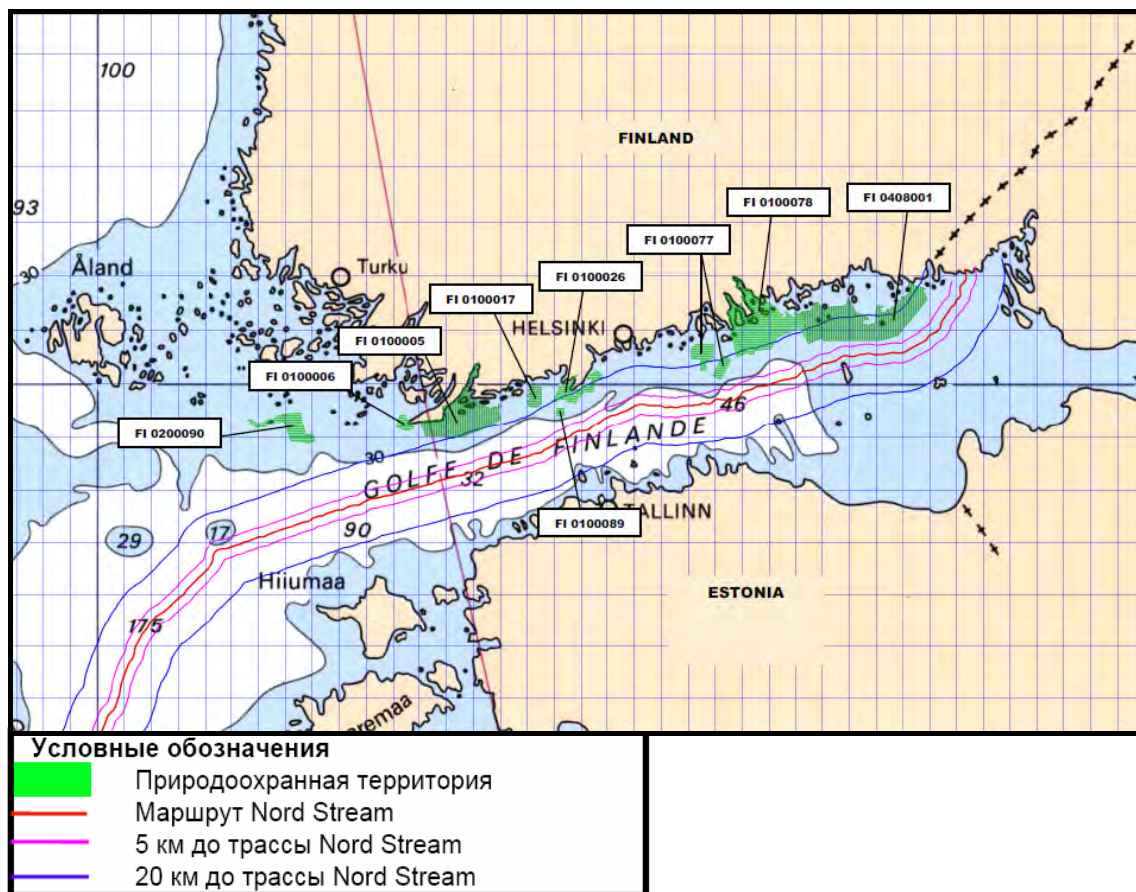 100
FINLAND
FI 0100078
FI 0408001
93
FI 0100077
30
Åland
Turku
FI 0100026
FI 0100017
HELSINKI
FI 0100005
FI 0100006
46
FI 0200090
30
GOLFE DE FINLANDE
32
TALLINN
FI 0100089
17
90
29
Hiiumaa
ESTONIA
175
remaa
Условные обозначения
Природоохранная территория
Маршрут Nord Stream
5 км до трассы Nord Stream
20 км до трассы Nord Stream